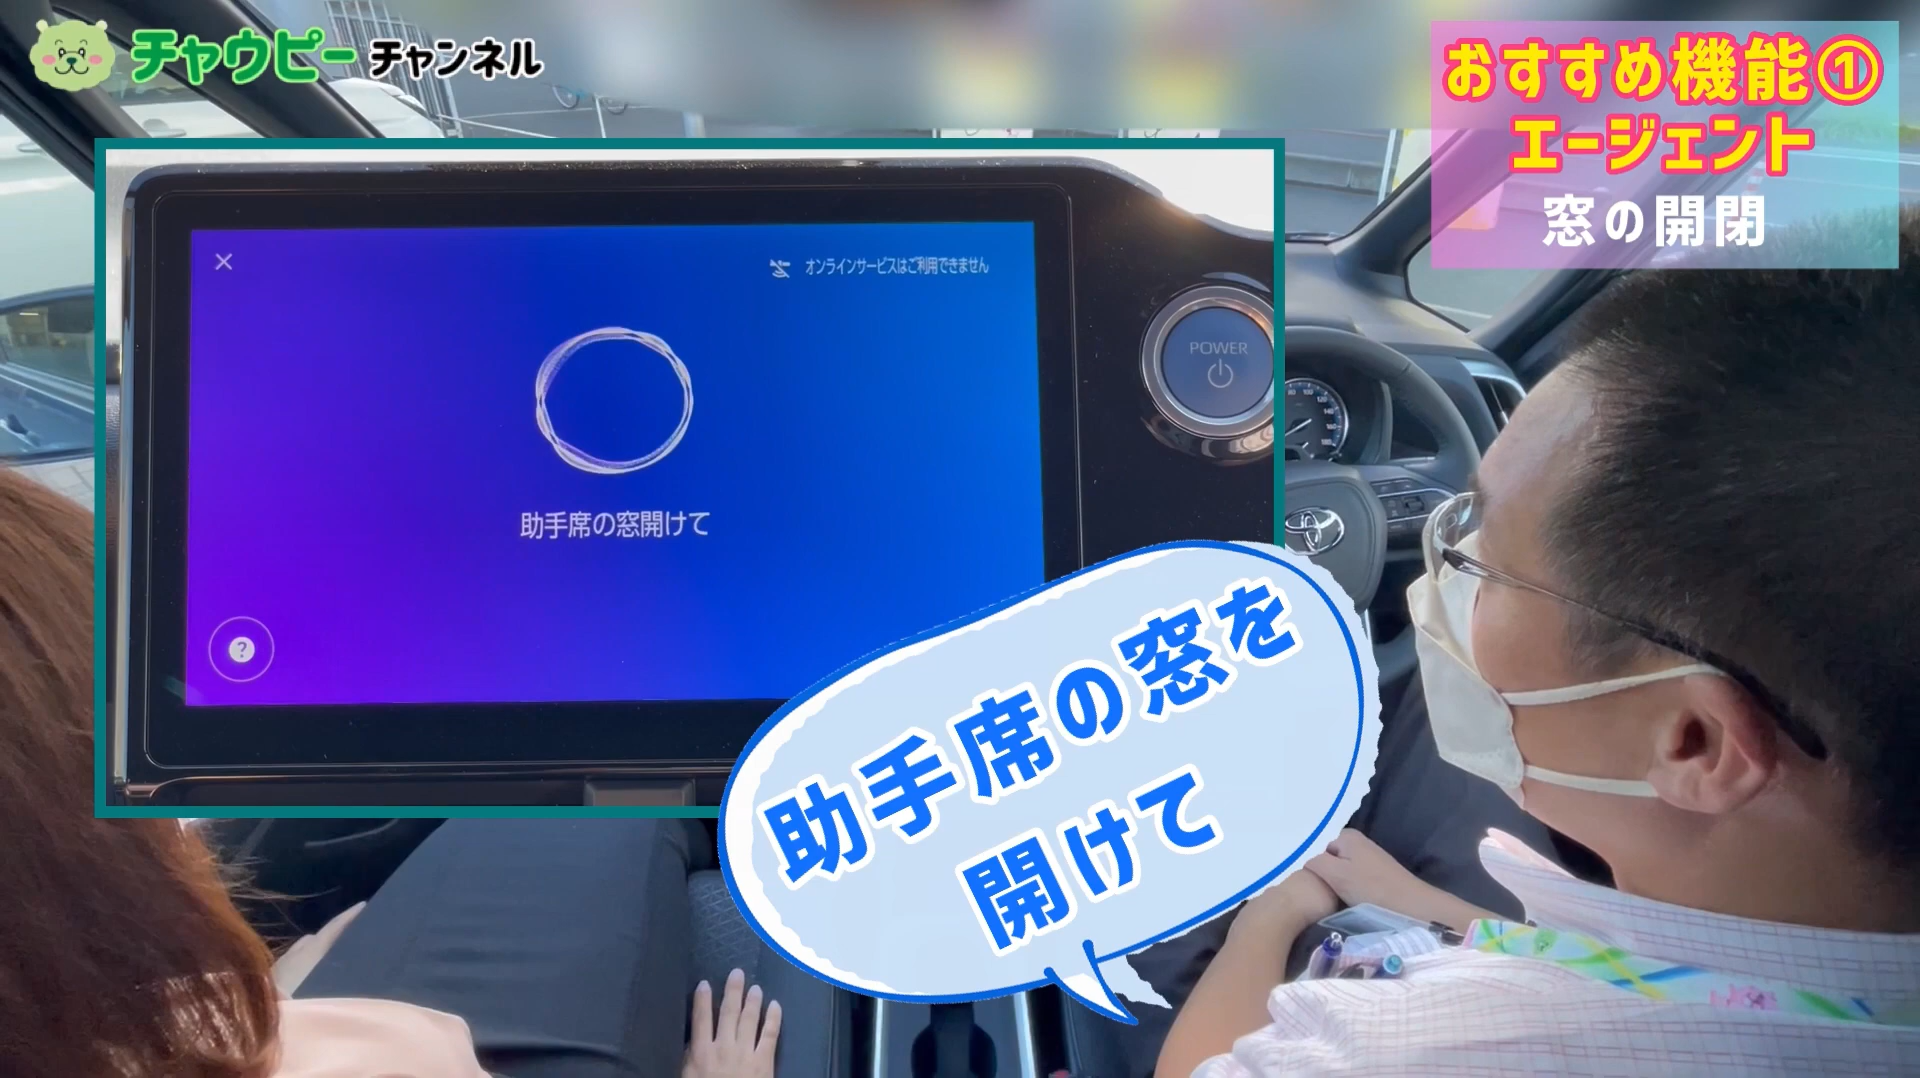 チャウピーチャンネル
おすすめ機能①
エージェント
窓の開閉
オンラインサービスはご利用できません
POWER
助手席の窓開けて
?
助手席の窓を
開けて